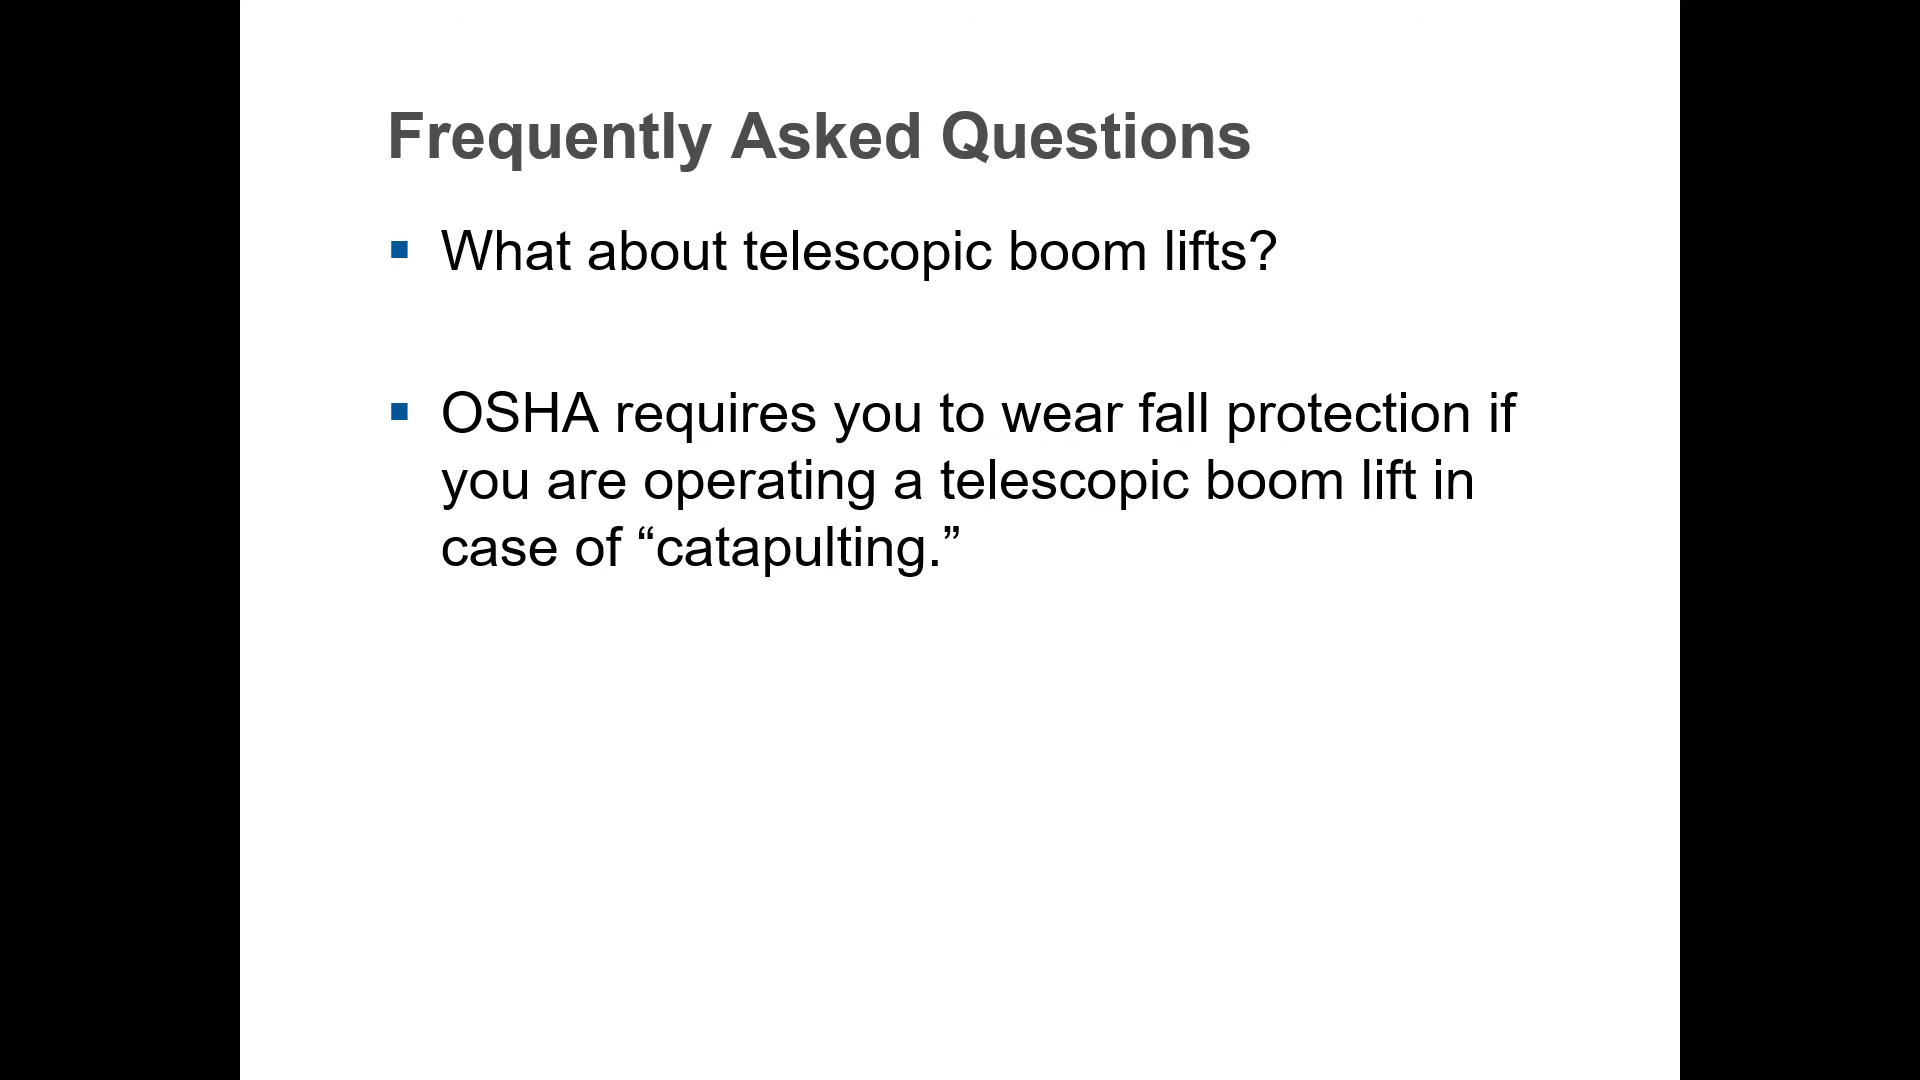 Frequently Asked Questions
▪ What about telescopic boom lifts?
▪ OSHA requires you to wear fall protection if
you are operating a telescopic boom lift in
case of “catapulting.”